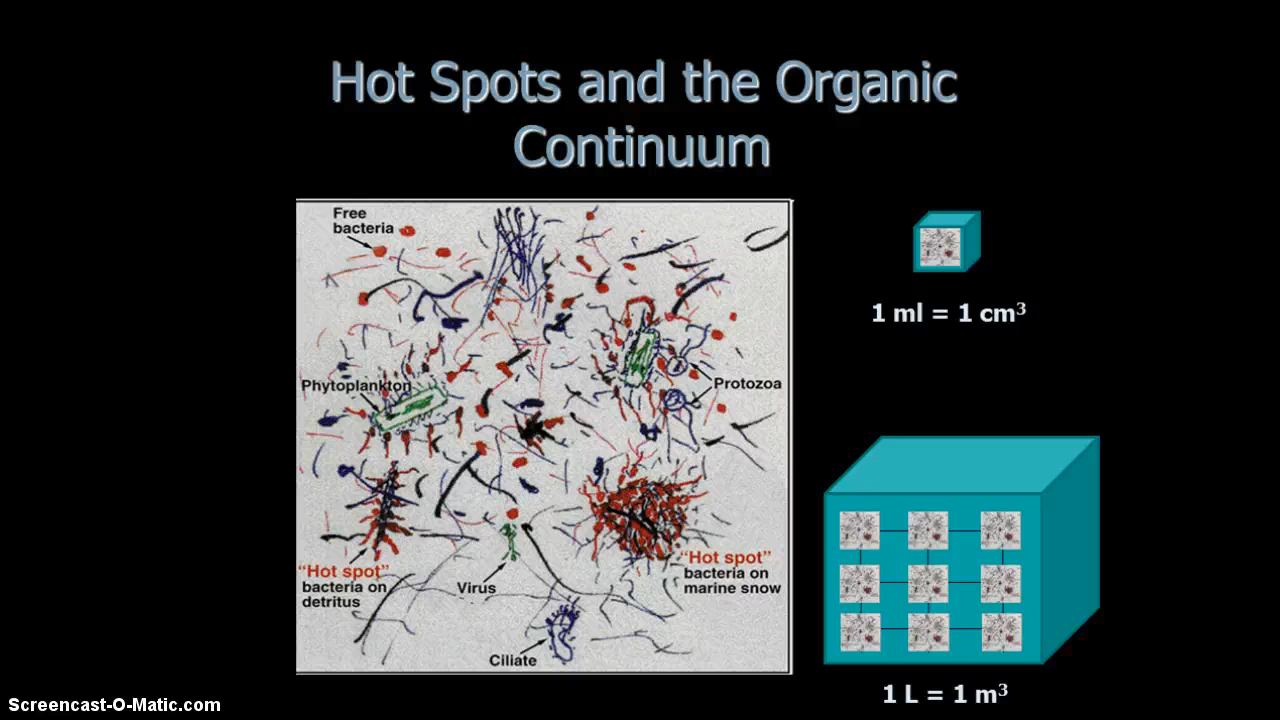 Hot Spots and the Organic
Continuum
Free
bacteria
Phytoplankton
Protozoa
"Hot spot"
bacteria on
detritus
Virus
"Hot spot"
bacteria on
marine snow
Ciliate
1 ml = 1 cm³
1 L = 1 m³
Screencast-O-Matic.com